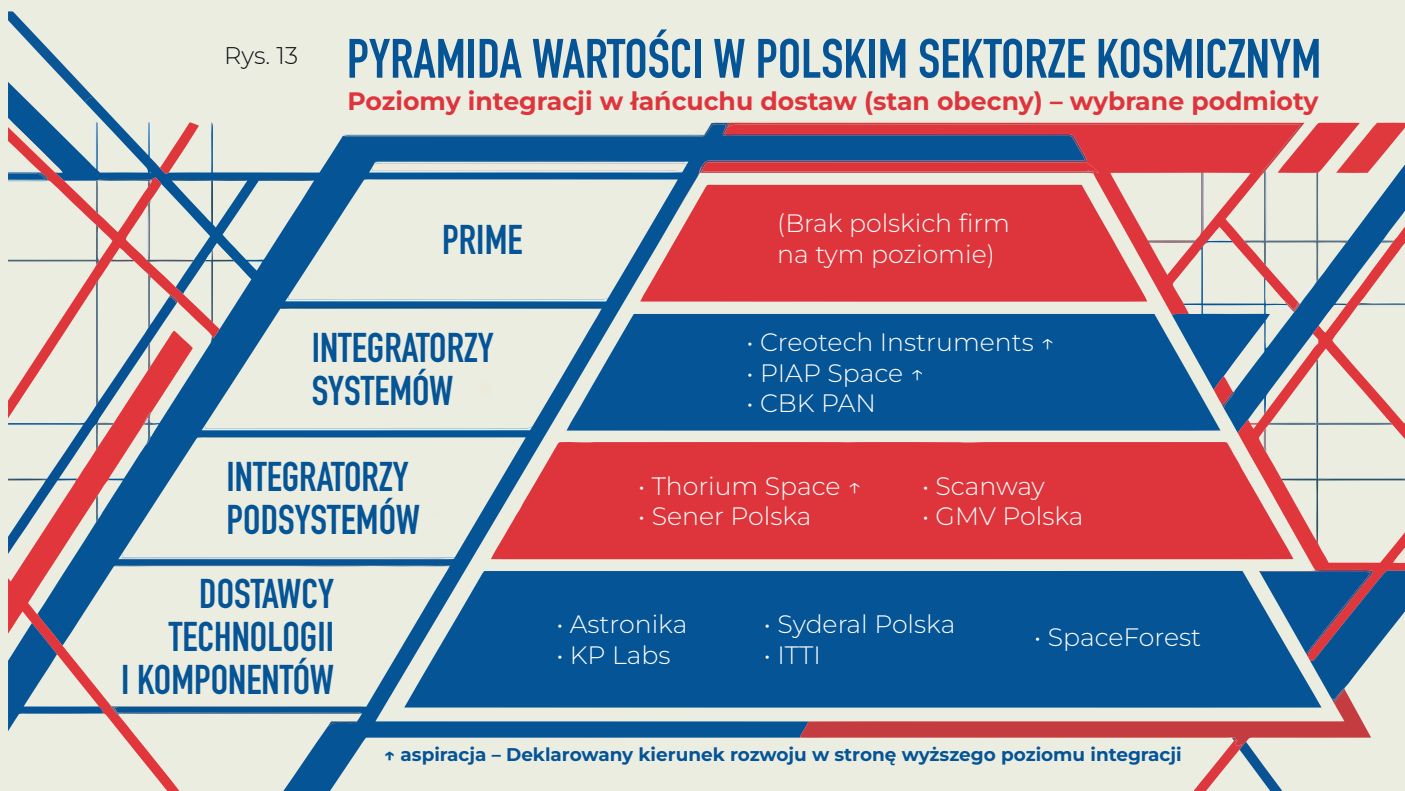 Rys. 13
PYRAMIDA WARTOŚCI W POLSKIM SEKTORZE KOSMICZNYM
Poziomy integracji w łańcuchu dostaw (stan obecny) – wybrane podmioty
PRIME
(Brak polskich firm
na tym poziomie)
INTEGRATORZY
SYSTEMÓW
• Creotech Instruments ↑
• PIAP Space ↑
• CBK PAN
INTEGRATORZY
PODSYSTEMÓW
• Thorium Space ↑
• Sener Polska
• Scanway
• GMV Polska
DOSTAWCY
TECHNOLOGII
I KOMPONENTÓW
• Astronika
• KP Labs
• Syderal Polska
• ITTI
• SpaceForest
↑ aspiracja – Deklarowany kierunek rozwoju w stronę wyższego poziomu integracji